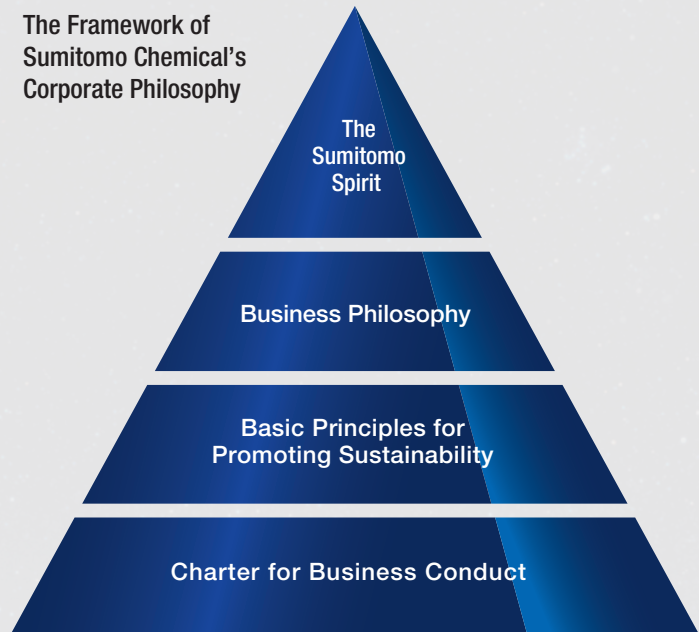 The Framework of
Sumitomo Chemical's
Corporate Philosophy
The
Sumitomo
Spirit
Business Philosophy
Basic Principles for
Promoting Sustainability
Charter for Business Conduct